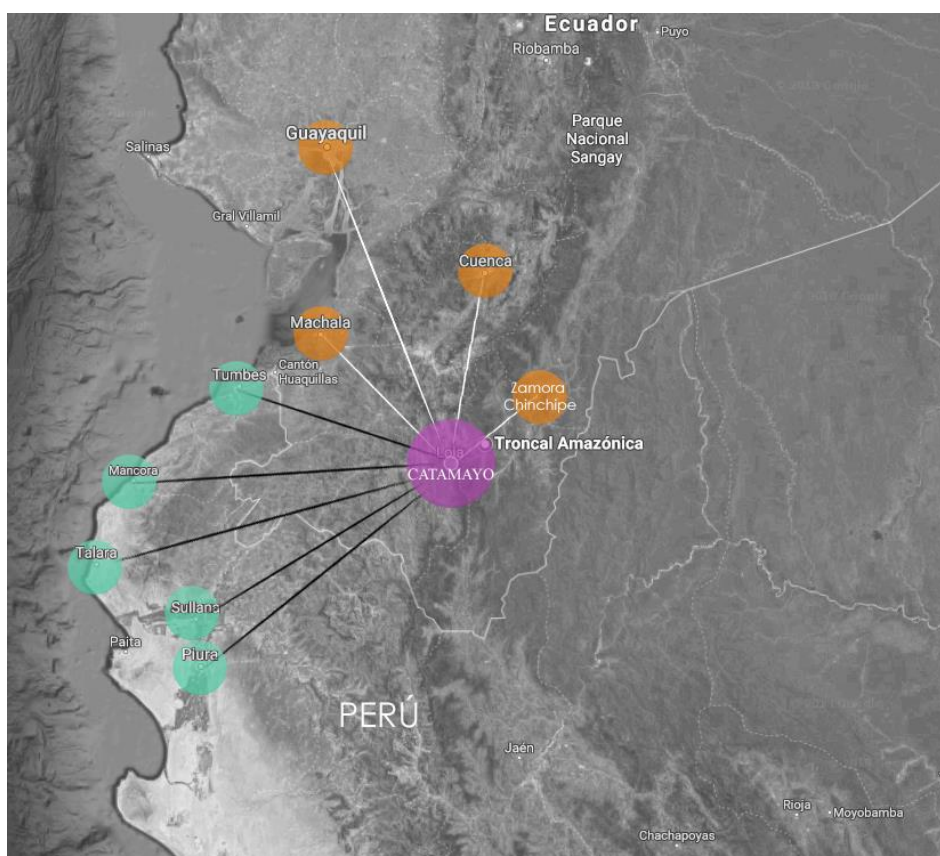 Ecuador
Puyo
Riobamba
Parque
Nacional
Sangay
Guayaquil
Salinas
Gral Villamil
Cuenca
Machala
Cantón
Huaquillas
Tumbes
Zamora
Chinchipe
Troncal Amazónica
Loja
CATAMAYO
Mancora
Talara
Sullana
Paita
Piura
PERÚ
Jaén
Rioja
Moyobamba
Chachapoyas